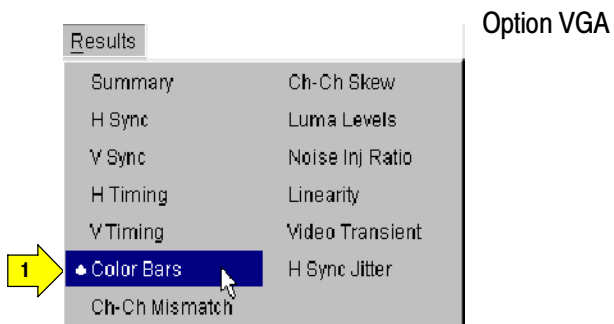 Option VGA
Results
Summary
H Sync
V Sync
H Timing
V Timing
1
Color Bars
Ch-Ch Mismatch
Ch-Ch Skew
Luma Levels
Noise Inj Ratio
Linearity
Video Transient
H Sync Jitter